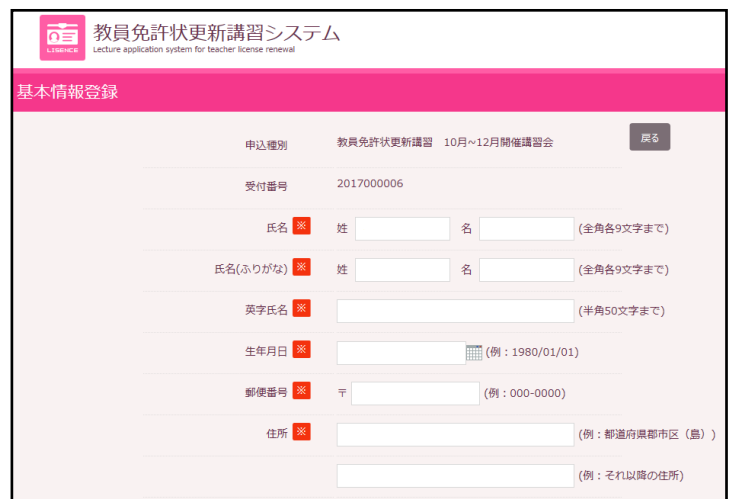 教員免許状更新講習システム
LISENCE
Lecture application system for teacher license renewal
基本情報登録
申込種別 教員免許状更新講習 10月~12月開催講習会 戻る
受付番号 2017000006
氏名 ※ 姓 名 (全角各9文字まで)
氏名(ふりがな) ※ 姓 名 (全角各9文字まで)
英字氏名 ※ (半角50文字まで)
生年月日 ※ (例：1980/01/01)
郵便番号 ※ 〒 (例：000-0000)
住所 ※ (例：都道府県郡市区（島）)
(例：それ以降の住所)